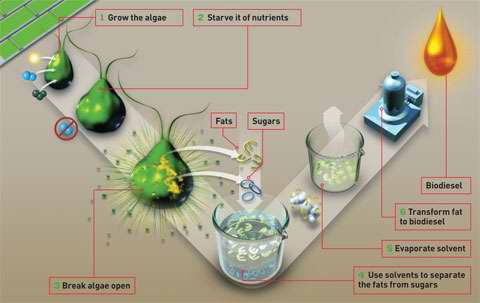 1 Grow the algae
2 Starve it of nutrients
Fats
Sugars
3 Break algae open
4 Use solvents to separate
the fats from sugars
5 Evaporate solvent
6 Transform fat
to biodiesel
Biodiesel